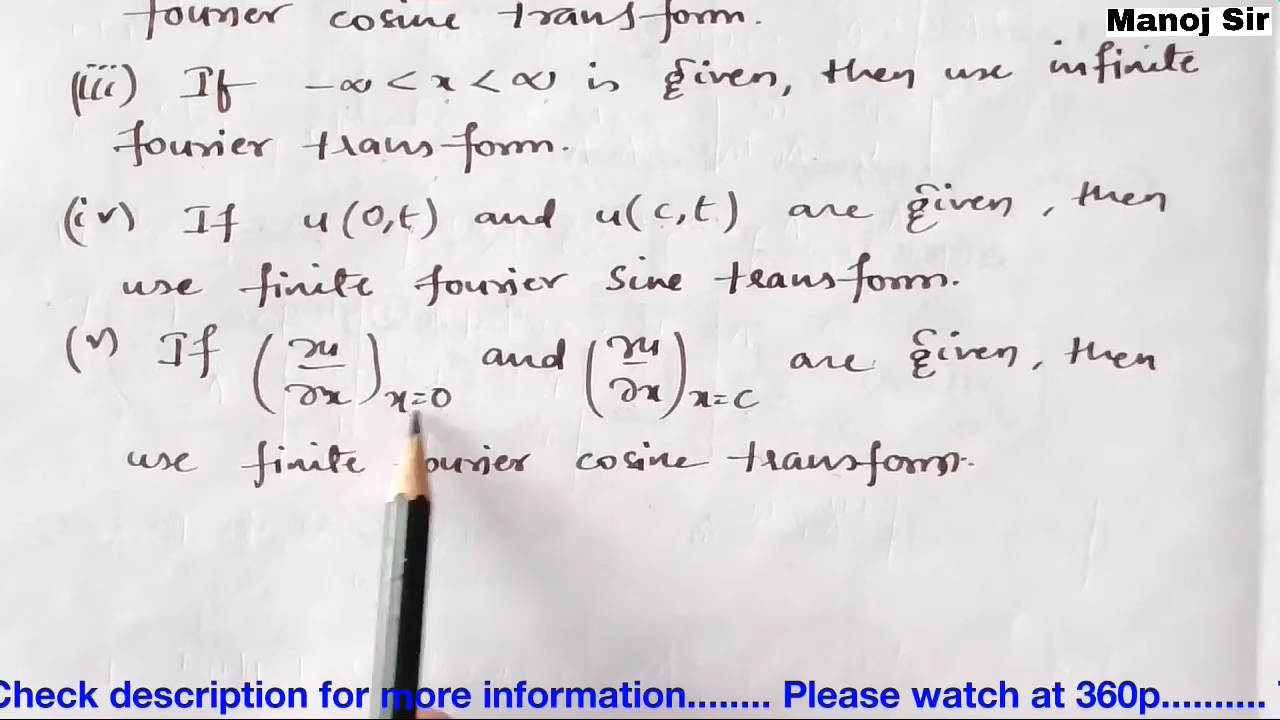 Manoj Sir
fourier cosine transform.
(iii) If -∞ < x < ∞ is given, then use infinite
fourier transform.
(iv) If u(0,t) and u(c,t) are given, then
use finite fourier sine transform.
(v) If (∂u/∂x)x=0 and (∂u/∂x)x=c are given, then
use finite fourier cosine transform.
Check description for more information........ Please watch at 360p..........